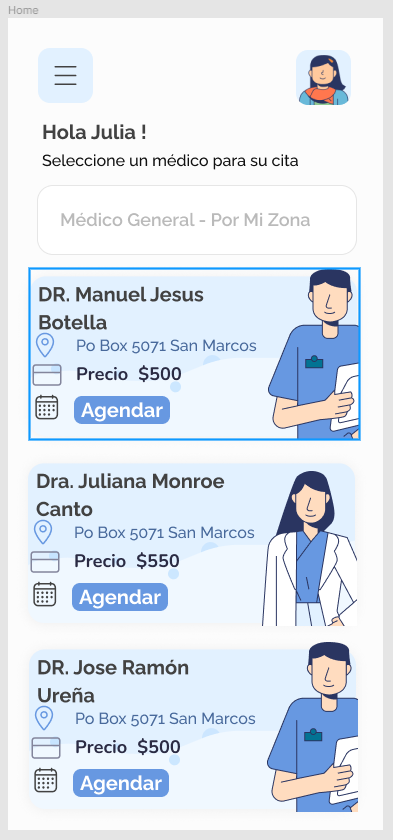 Home
Hola Julia !
Seleccione un médico para su cita
Médico General - Por Mi Zona
DR. Manuel Jesus
Botella
Po Box 5071 San Marcos
Precio $500
Agendar
Dra. Juliana Monroe
Canto
Po Box 5071 San Marcos
Precio $550
Agendar
DR. Jose Ramón
Ureña
Po Box 5071 San Marcos
Precio $500
Agendar